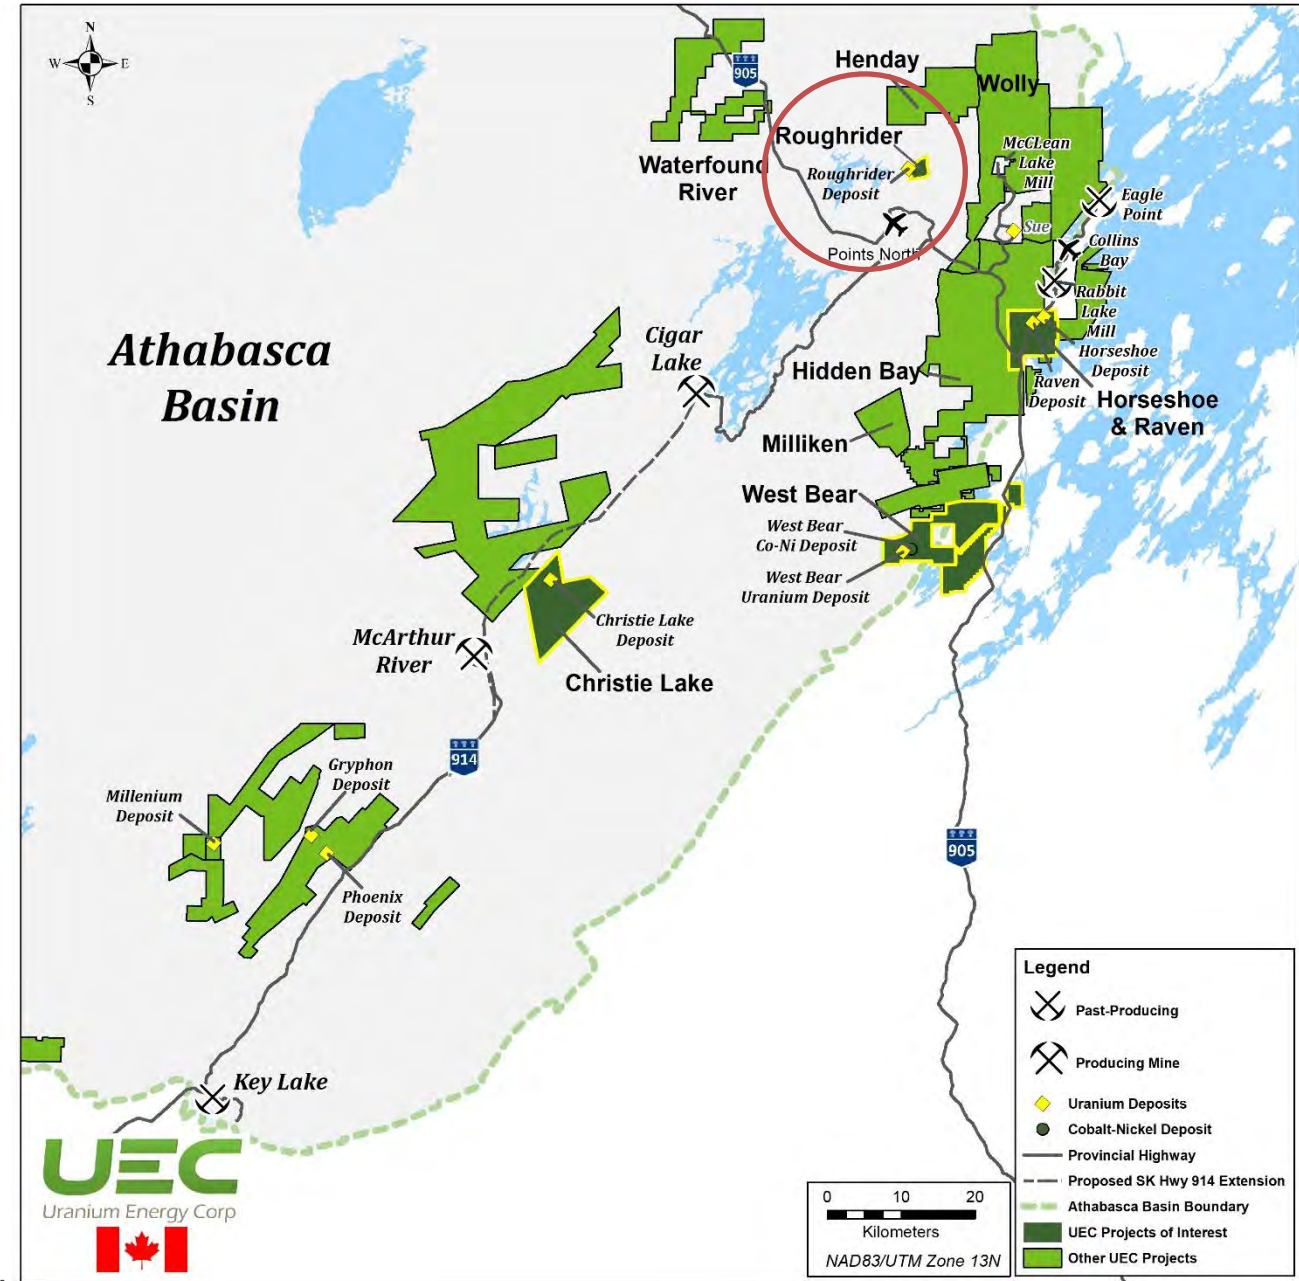 N
W
E
S
905
Henday
Wolly
Roughrider
Roughrider
Deposit
McCLean
Lake
Mill
Waterfound
River
Eagle
Point
Sue
Points North
Collins
Bay
Rabbit
Lake
Mill
Horseshoe
Deposit
Raven
Deposit
Horseshoe
& Raven
Athabasca
Basin
Cigar
Lake
Hidden Bay
Milliken
West Bear
West Bear
Co-Ni Deposit
West Bear
Uranium Deposit
Christie Lake
Deposit
McArthur
River
Christie Lake
914
Gryphon
Deposit
Millenium
Deposit
Phoenix
Deposit
905
Key Lake
UEC
Uranium Energy Corp
0 10 20
Kilometers
NAD83/UTM Zone 13N
Legend
Past-Producing
Producing Mine
Uranium Deposits
Cobalt-Nickel Deposit
Provincial Highway
Proposed SK Hwy 914 Extension
Athabasca Basin Boundary
UEC Projects of Interest
Other UEC Projects